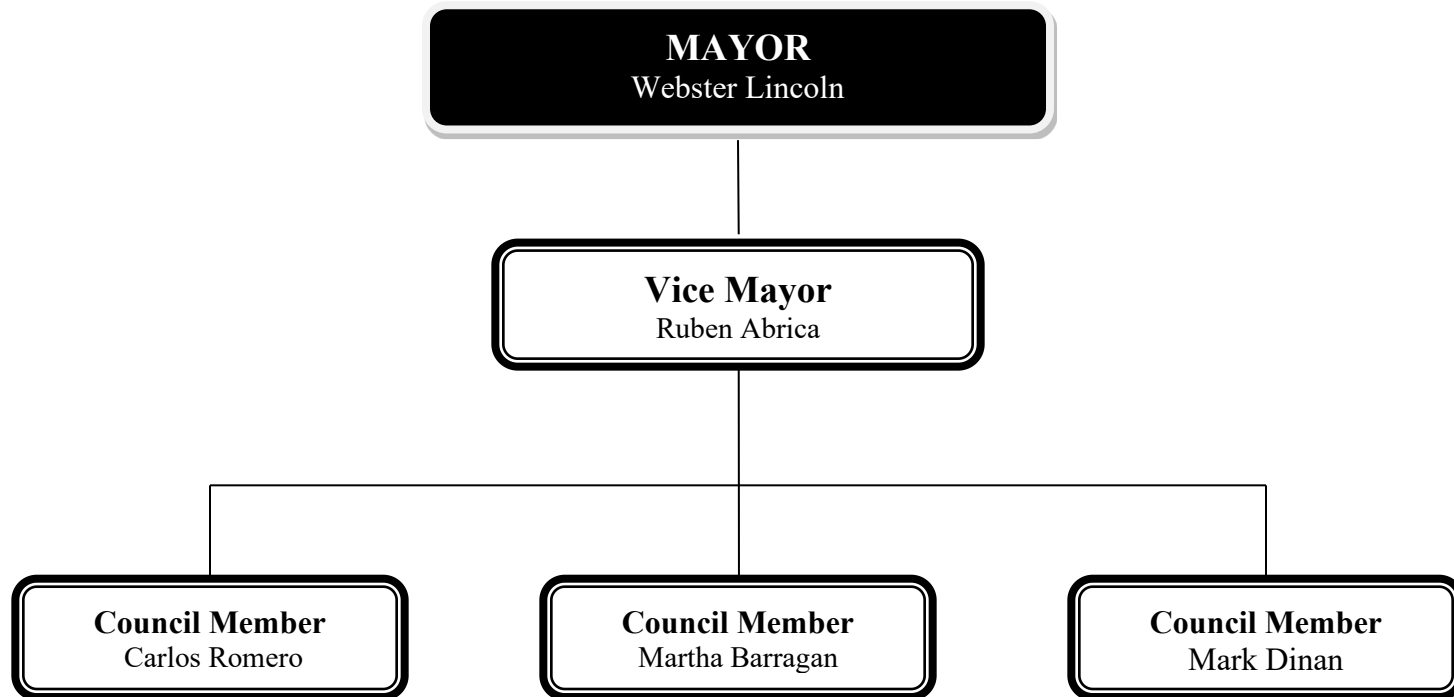 MAYOR
Webster Lincoln
Vice Mayor
Ruben Abrica
Council Member
Carlos Romero
Council Member
Martha Barragan
Council Member
Mark Dinan